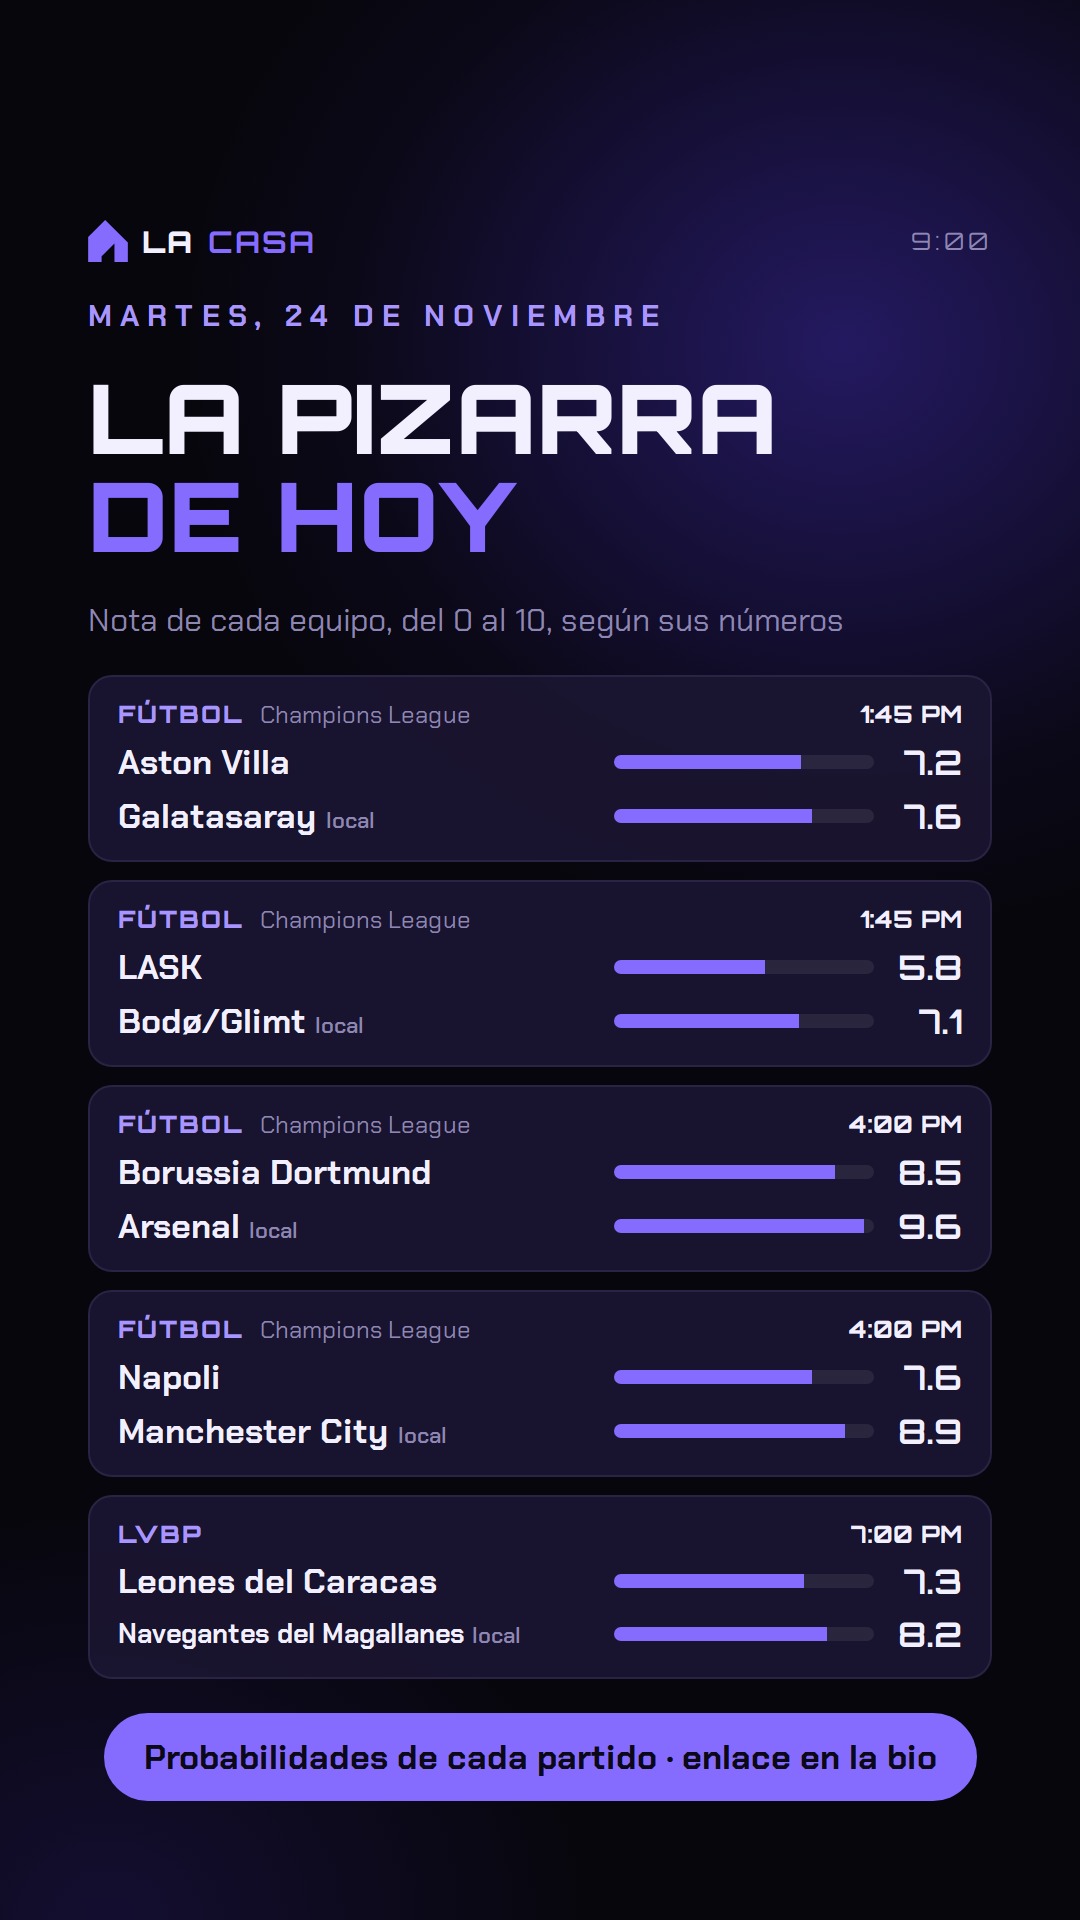 LA CASA
9:00
MARTES, 24 DE NOVIEMBRE
LA PIZARRA
DE HOY
Nota de cada equipo, del 0 al 10, según sus números
FÚTBOL Champions League 1:45 PM
Aston Villa 7.2
Galatasaray local 7.6
FÚTBOL Champions League 1:45 PM
LASK 5.8
Bodø/Glimt local 7.1
FÚTBOL Champions League 4:00 PM
Borussia Dortmund 8.5
Arsenal local 9.6
FÚTBOL Champions League 4:00 PM
Napoli 7.6
Manchester City local 8.9
LVBP 7:00 PM
Leones del Caracas 7.3
Navegantes del Magallanes local 8.2
Probabilidades de cada partido · enlace en la bio